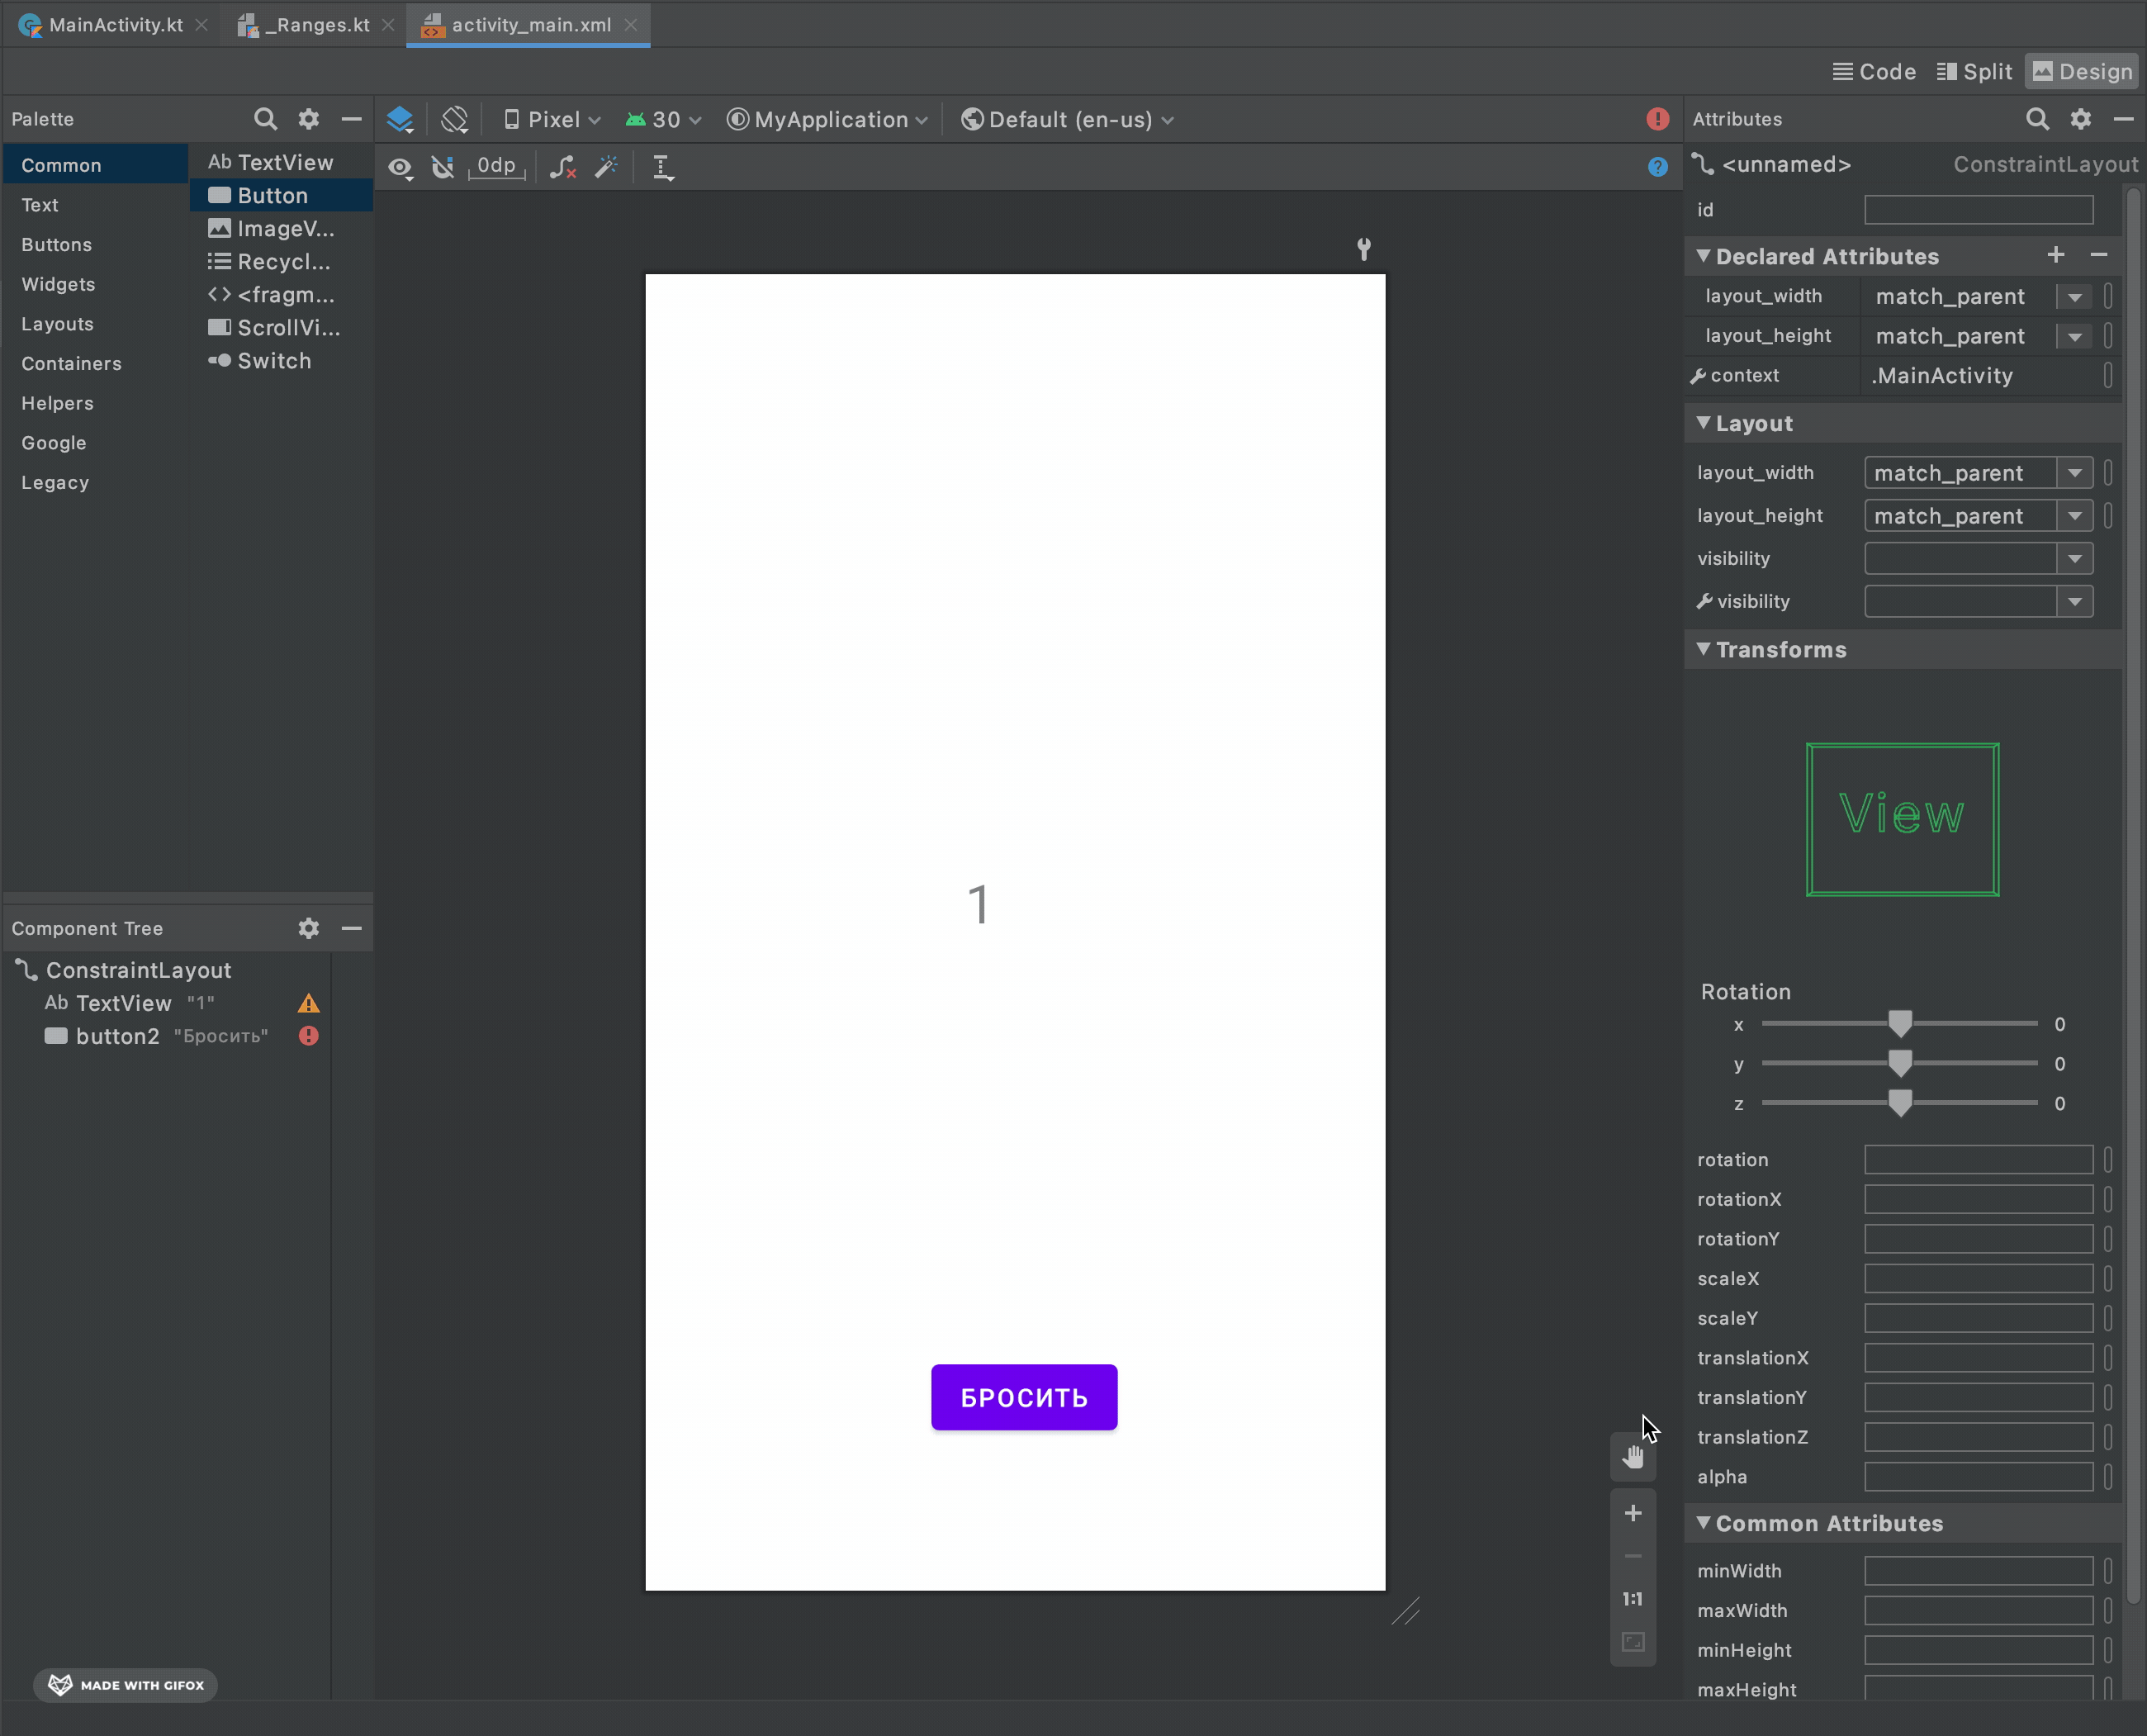 MainActivity.kt
_Ranges.kt
activity_main.xml
Code
Split
Design
Palette
Pixel
30
MyApplication
Default (en-us)
Attributes
Common
Text
Buttons
Widgets
Layouts
Containers
Helpers
Google
Legacy
Ab TextView
Button
ImageV...
Recycl...
<fragm...
ScrollVi...
Switch
0dp
<unnamed>
ConstraintLayout
id
Declared Attributes
layout_width match_parent
layout_height match_parent
context .MainActivity
Layout
layout_width match_parent
layout_height match_parent
visibility
visibility
Transforms
View
Rotation
x 0
y 0
z 0
rotation
rotationX
rotationY
scaleX
scaleY
translationX
translationY
translationZ
alpha
Common Attributes
minWidth
maxWidth
minHeight
maxHeight
1
БРОСИТЬ
1:1
Component Tree
ConstraintLayout
Ab TextView "1"
button2 "Бросить"
MADE WITH GIFOX